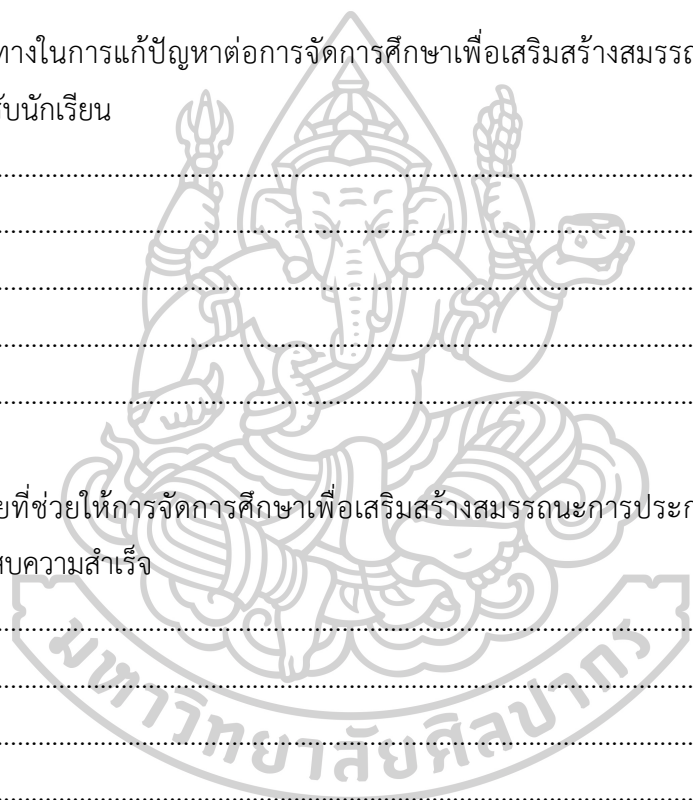 ทางในการแก้ปัญหาต่อการจัดการศึกษาเพื่อเสริมสร้างสมรรถ
รับนักเรียน
................................................................................
................................................................................
................................................................................
................................................................................
................................................................................
ยที่ช่วยให้การจัดการศึกษาเพื่อเสริมสร้างสมรรถนะการประก
สบความสำเร็จ
................................................................................
................................................................................
................................................................................
................................................................................
มหาวิทยาลัยศิลปากร